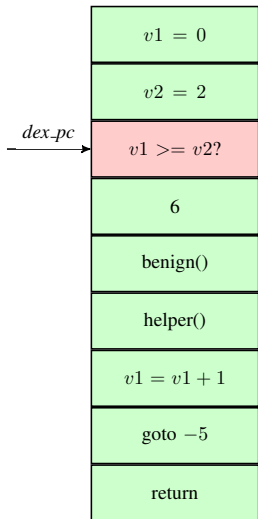 v1 = 0
v2 = 2
dex_pc
v1 >= v2?
6
benign()
helper()
v1 = v1 + 1
goto −5
return